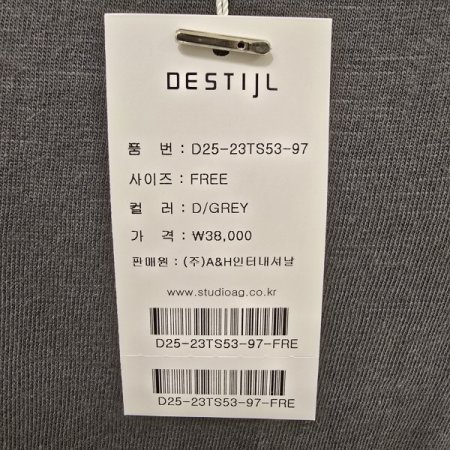 DESTIJL
품 번 : D25-23TS53-97
사이즈 : FREE
컬 러 : D/GREY
가 격 : ₩38,000
판매원 : (주)A&H인터내셔날
www.studioag.co.kr
D25-23TS53-97-FRE
D25-23TS53-97-FRE